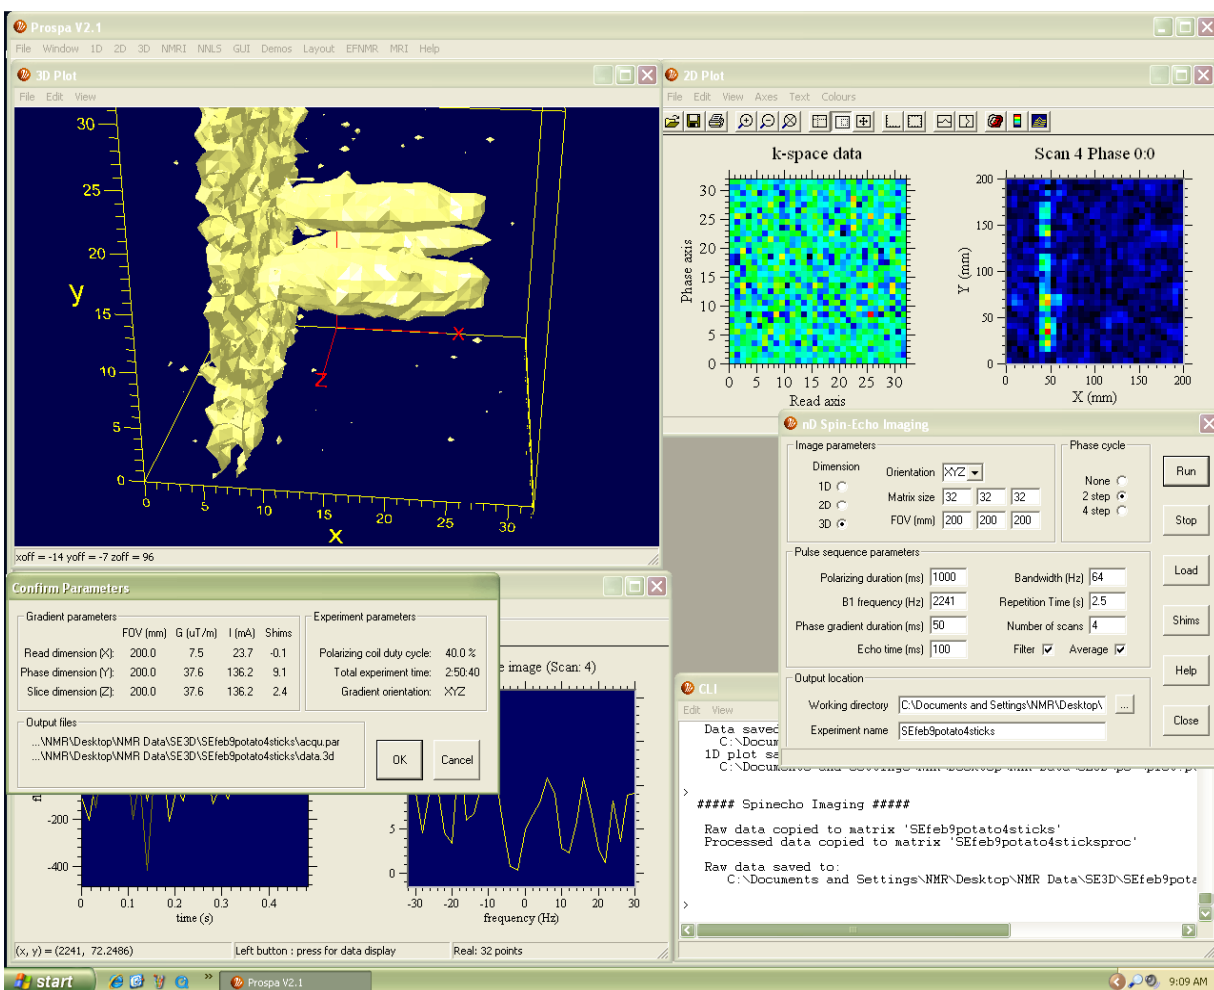 Prospa V2.1
File Window 1D 2D 3D NMRI NNLS GUI Demos Layout EFNMR MRI Help
3D Plot
File Edit View
30
25
20
15
10
5
0
y
0 5 10 15 20 25 30
x
X
Z
xoff = -14 yoff = -7 zoff = 96
2D Plot
File Edit View Axes Text Colours
k-space data
30
25
20
15
10
5
0
Phase axis
0 5 10 15 20 25 30
Read axis
Scan 4 Phase 0:0
200
150
100
50
0
Y (mm)
0 50 100 150 200
X (mm)
nD Spin-Echo Imaging
Image parameters
Dimension
1D
2D
3D
Orientation XYZ
Matrix size 32 32 32
FOV (mm) 200 200 200
Phase cycle
None
2 step
4 step
Run
Stop
Load
Shims
Help
Close
Pulse sequence parameters
Polarizing duration (ms) 1000
Bandwidth (Hz) 64
B1 frequency (Hz) 2241
Repetition Time (s) 2.5
Phase gradient duration (ms) 50
Number of scans 4
Echo time (ms) 100
Filter Average
Output location
Working directory C:\Documents and Settings\NMR\Desktop\ ...
Experiment name SEfeb9potato4sticks
Confirm Parameters
Gradient parameters
FOV (mm) G (uT/m) I (mA) Shims
Read dimension (X): 200.0 7.5 23.7 -0.1
Phase dimension (Y): 200.0 37.6 136.2 9.1
Slice dimension (Z): 200.0 37.6 136.2 2.4
Experiment parameters
Polarizing coil duty cycle: 40.0 %
Total experiment time: 2:50:40
Gradient orientation: XYZ
Output files
...\NMR\Desktop\NMR Data\SE3D\SEfeb9potato4sticks\acqu.par
...\NMR\Desktop\NMR Data\SE3D\SEfeb9potato4sticks\data.3d
OK
Cancel
e image (Scan: 4)
-200
-400
0 0.1 0.2 0.3 0.4
time (s)
5
0
-30 -20 -10 0 10 20 30
frequency (Hz)
(x, y) = (2241, 72.2486)
Left button : press for data display
Real: 32 points
CLI
Edit View
Data saved
C:\Docum
1D plot sa
>
##### Spinecho Imaging #####
Raw data copied to matrix 'SEfeb9potato4sticks'
Processed data copied to matrix 'SEfeb9potato4sticksproc'
Raw data saved to:
C:\Documents and Settings\NMR\Desktop\NMR Data\SE3D\SEfeb9pota
>
start
»
Prospa V2.1
9:09 AM